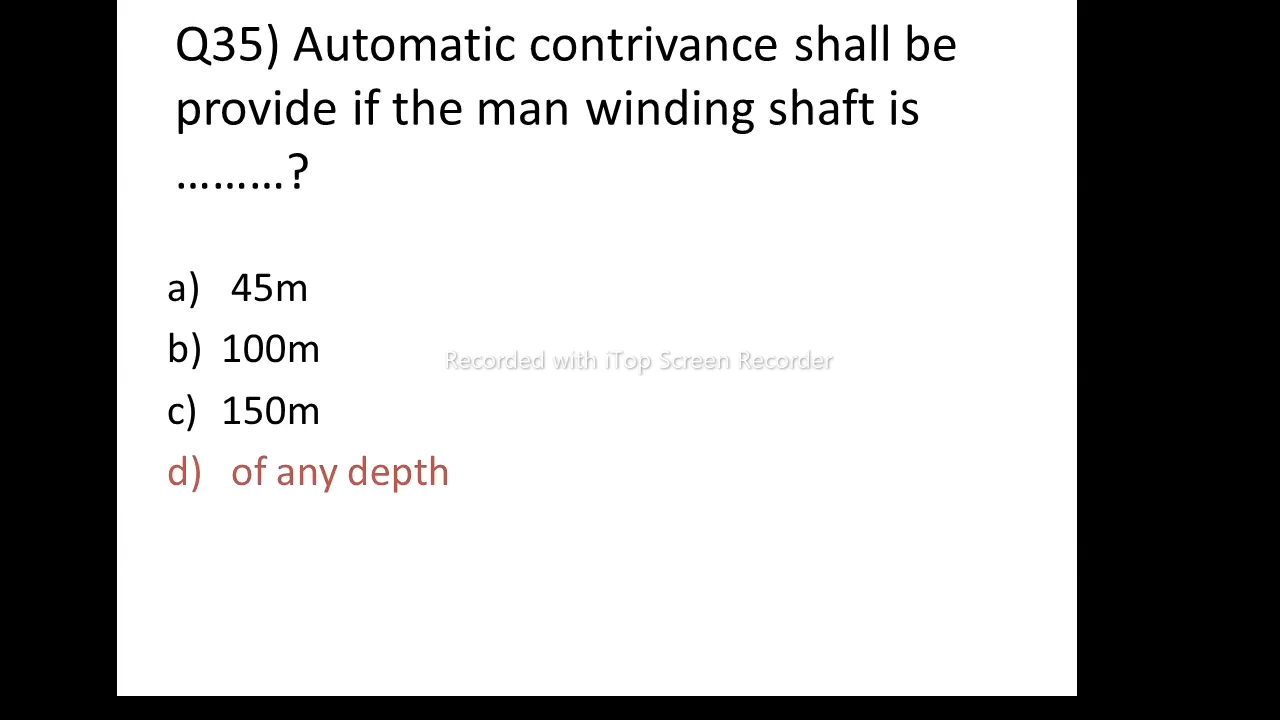 Q35) Automatic contrivance shall be
provide if the man winding shaft is
.........?
a) 45m
b) 100m
Recorded with iTop Screen Recorder
c) 150m
d) of any depth